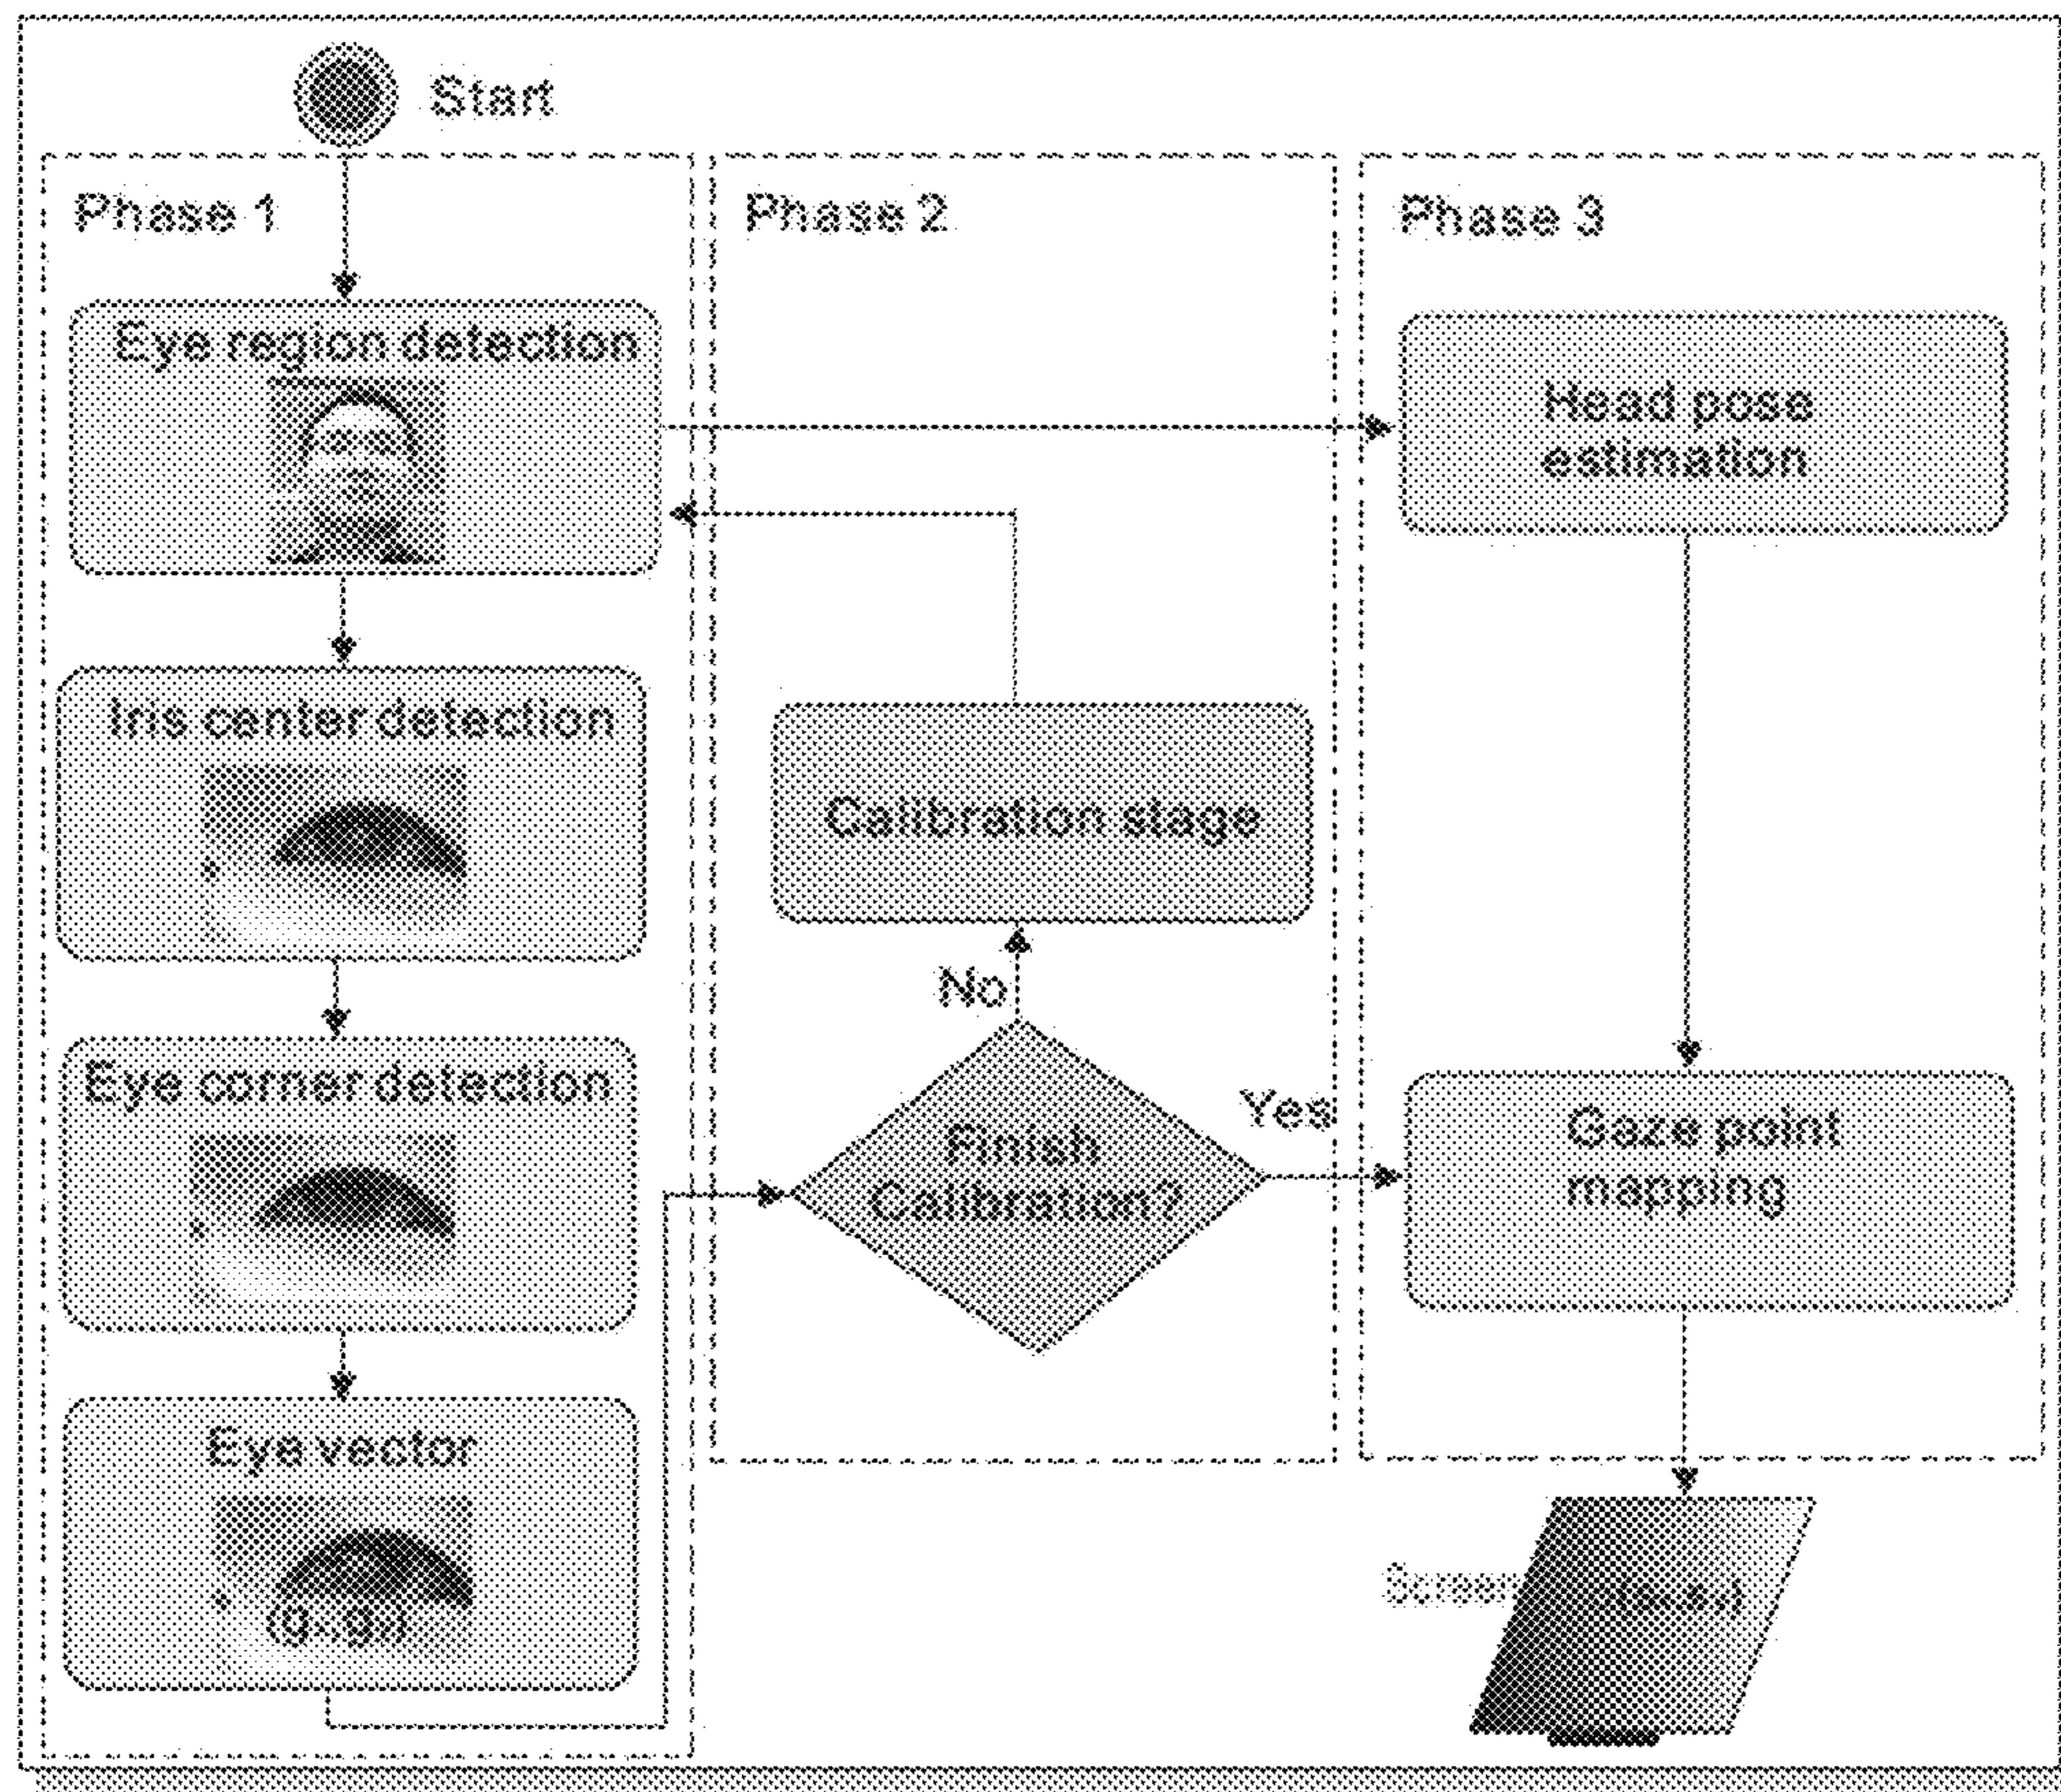 Start
Phase 1
Eye region detection
Iris center detection
Eye corner detection
Eye vector
Phase 2
Calibration stage
No
Finish
Calibration?
Yes
Phase 3
Head pose
estimation
Gaze point
mapping
Screen